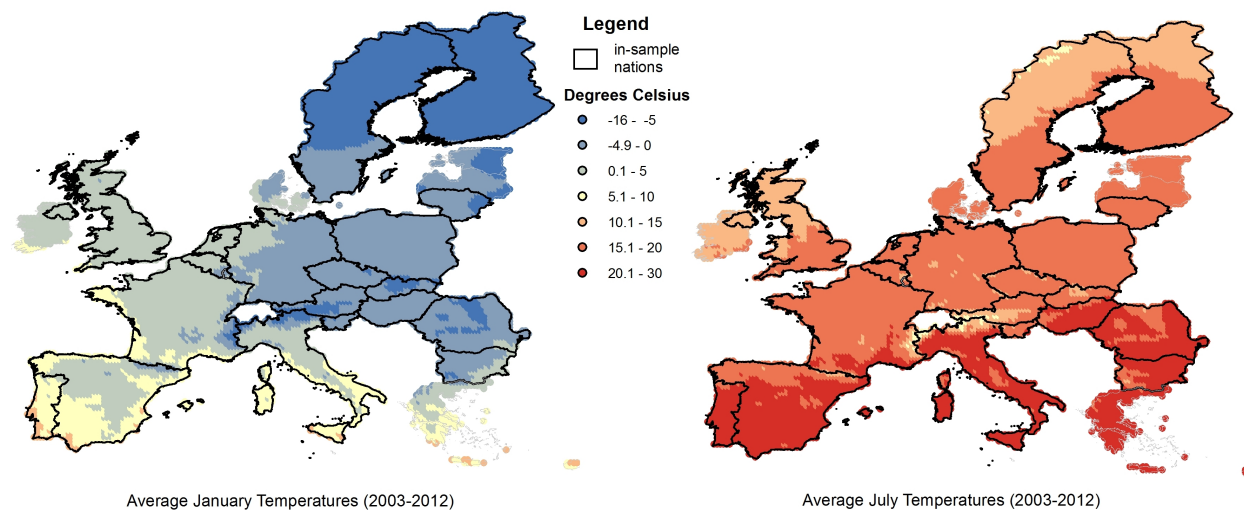 Legend
in-sample
nations
Degrees Celsius
-16 - -5
-4.9 - 0
0.1 - 5
5.1 - 10
10.1 - 15
15.1 - 20
20.1 - 30
Average January Temperatures (2003-2012)
Average July Temperatures (2003-2012)